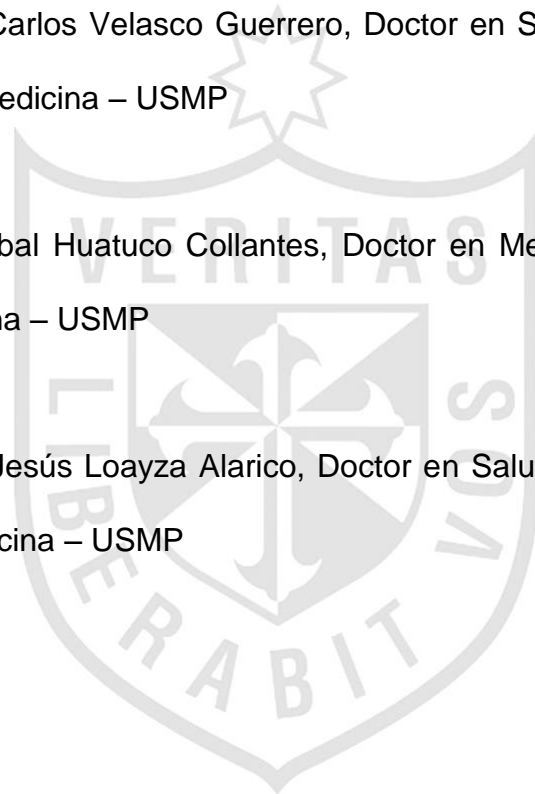 Carlos Velasco Guerrero, Doctor en S
edicina – USMP
bal Huatuco Collantes, Doctor en Me
na – USMP
Jesús Loayza Alarico, Doctor en Salu
cina – USMP
VERITAS
LIBERABIT
VOS